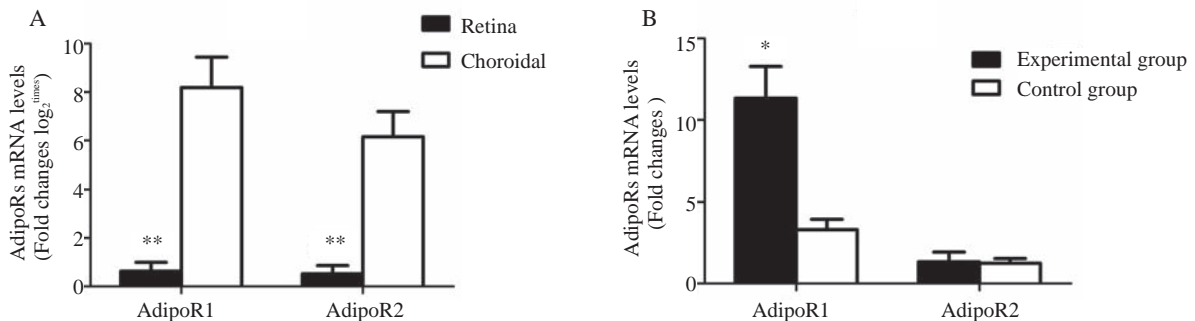 A
AdipoRs mRNA levels
(Fold changes log2 times)
10
8
6
4
2
0
**
**
AdipoR1
AdipoR2
Retina
Choroidal
B
AdipoRs mRNA levels
(Fold changes )
15
10
5
0
*
AdipoR1
AdipoR2
Experimental group
Control group